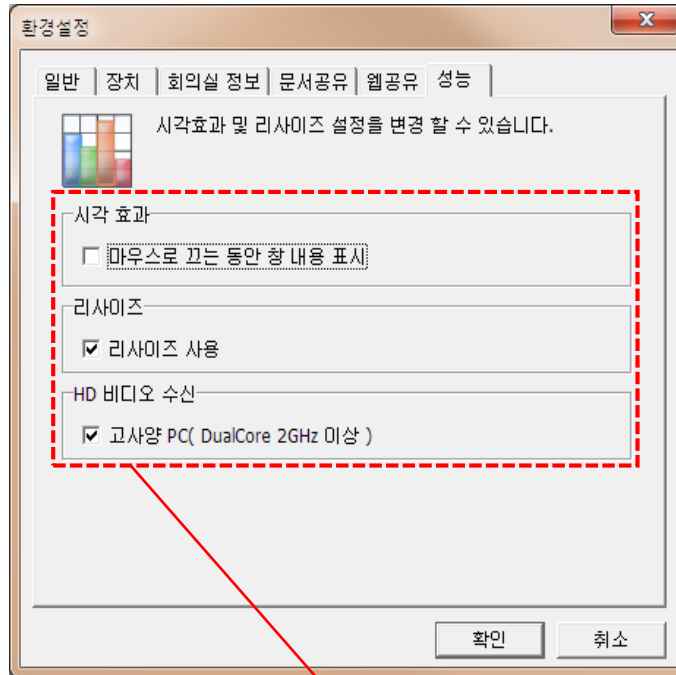 환경설정
일반 장치 회의실 정보 문서공유 웹공유 성능
시각효과 및 리사이즈 설정을 변경 할 수 있습니다.
시각 효과
마우스로 끄는 동안 창 내용 표시
리사이즈
리사이즈 사용
HD 비디오 수신
고사양 PC( DualCore 2GHz 이상 )
확인 취소